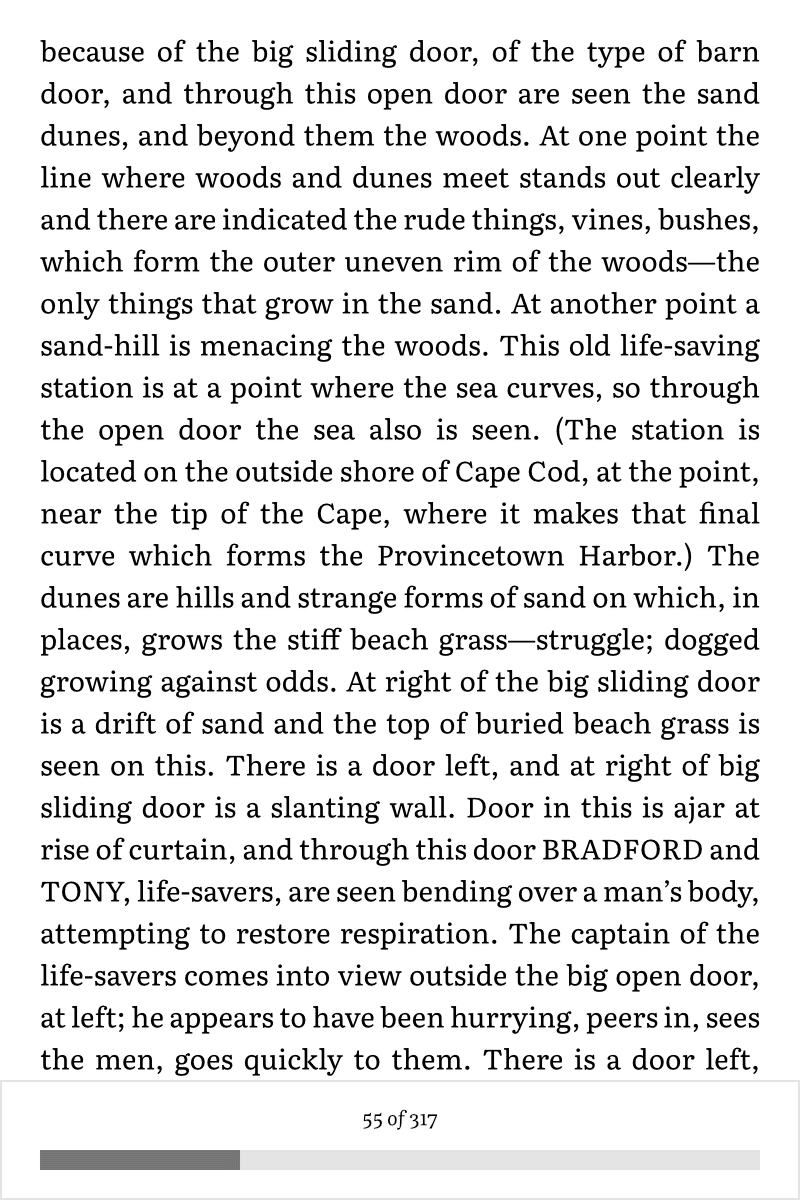 because of the big sliding door, of the type of barn
door, and through this open door are seen the sand
dunes, and beyond them the woods. At one point the
line where woods and dunes meet stands out clearly
and there are indicated the rude things, vines, bushes,
which form the outer uneven rim of the woods—the
only things that grow in the sand. At another point a
sand-hill is menacing the woods. This old life-saving
station is at a point where the sea curves, so through
the open door the sea also is seen. (The station is
located on the outside shore of Cape Cod, at the point,
near the tip of the Cape, where it makes that final
curve which forms the Provincetown Harbor.) The
dunes are hills and strange forms of sand on which, in
places, grows the stiff beach grass—struggle; dogged
growing against odds. At right of the big sliding door
is a drift of sand and the top of buried beach grass is
seen on this. There is a door left, and at right of big
sliding door is a slanting wall. Door in this is ajar at
rise of curtain, and through this door BRADFORD and
TONY, life-savers, are seen bending over a man’s body,
attempting to restore respiration. The captain of the
life-savers comes into view outside the big open door,
at left; he appears to have been hurrying, peers in, sees
the men, goes quickly to them. There is a door left,
55 of 317